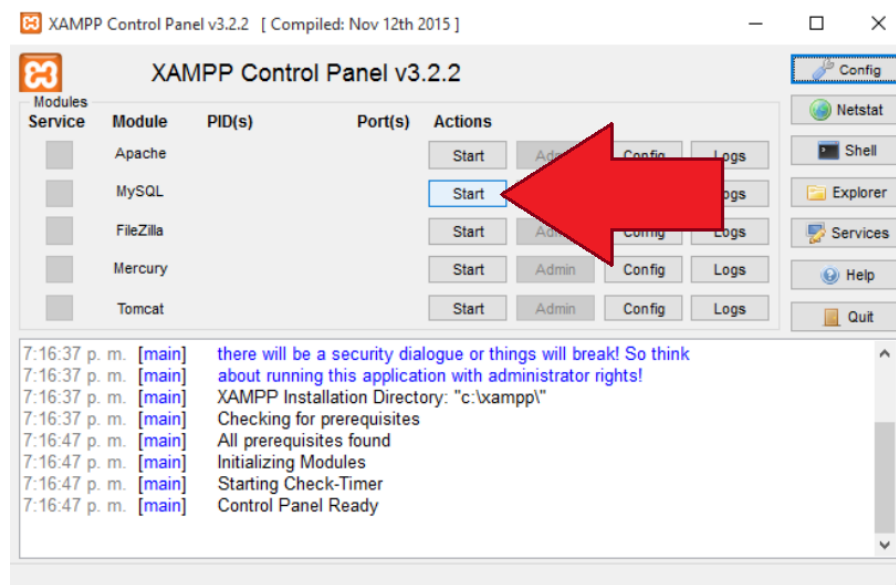 XAMPP Control Panel v3.2.2 [ Compiled: Nov 12th 2015 ]
XAMPP Control Panel v3.2.2
Config
Modules
Service Module PID(s) Port(s) Actions
Netstat
Apache Start Config Logs
Shell
MySQL Start Logs
Explorer
FileZilla Start Config Logs
Services
Mercury Start Admin Config Logs
Help
Tomcat Start Admin Config Logs
Quit
7:16:37 p. m. [main] there will be a security dialogue or things will break! So think
7:16:37 p. m. [main] about running this application with administrator rights!
7:16:37 p. m. [main] XAMPP Installation Directory: "c:\xampp\"
7:16:37 p. m. [main] Checking for prerequisites
7:16:47 p. m. [main] All prerequisites found
7:16:47 p. m. [main] Initializing Modules
7:16:47 p. m. [main] Starting Check-Timer
7:16:47 p. m. [main] Control Panel Ready